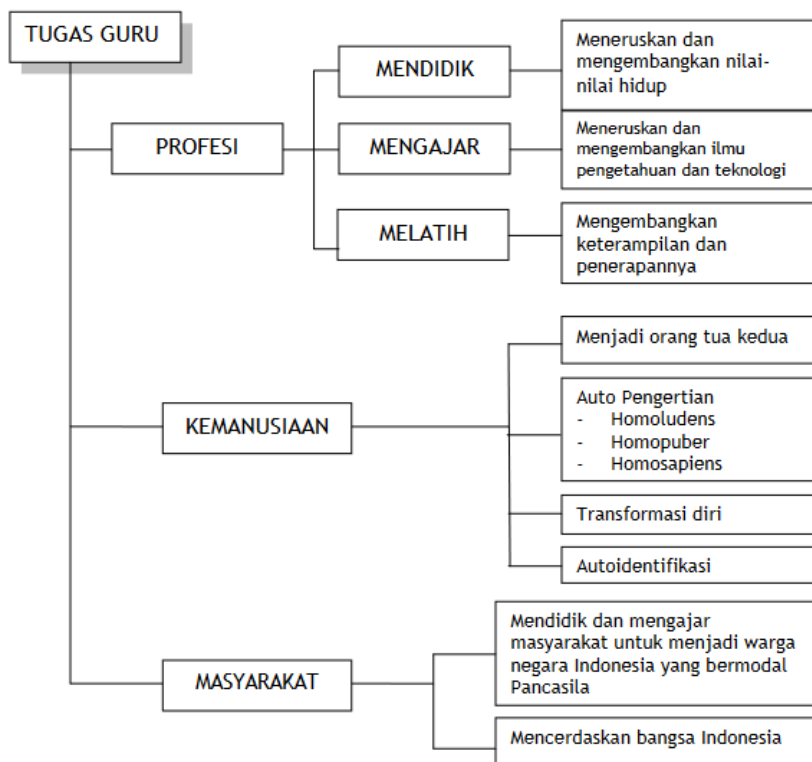 TUGAS GURU
PROFESI
MENDIDIK
Meneruskan dan
mengembangkan nilai-
nilai hidup
MENGAJAR
Meneruskan dan
mengembangkan ilmu
pengetahuan dan teknologi
MELATIH
Mengembangkan
keterampilan dan
penerapannya
KEMANUSIAAN
Menjadi orang tua kedua
Auto Pengertian
- Homoludens
- Homopuber
- Homosapiens
Transformasi diri
Autoidentifikasi
MASYARAKAT
Mendidik dan mengajar
masyarakat untuk menjadi warga
negara Indonesia yang bermodal
Pancasila
Mencerdaskan bangsa Indonesia